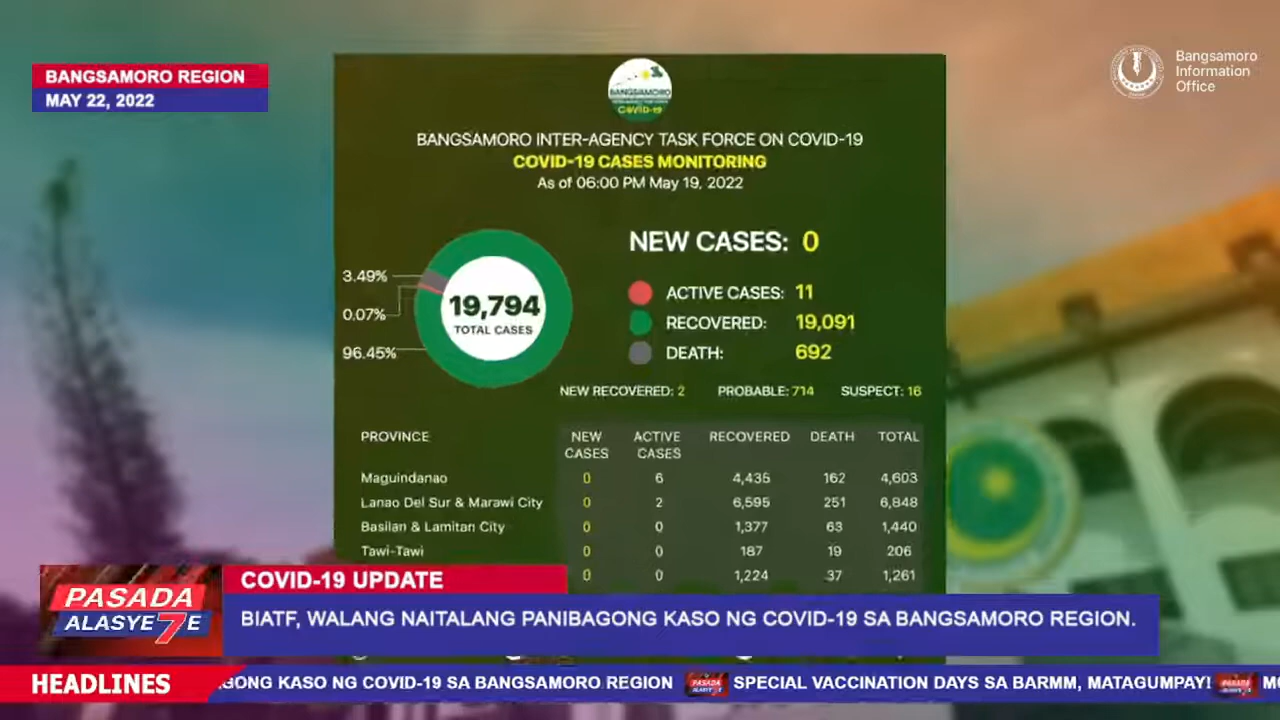 BANGSAMORO REGION
MAY 22, 2022
Bangsamoro
Information
Office
BANGSAMORO
COVID-19
BANGSAMORO INTER-AGENCY TASK FORCE ON COVID-19
COVID-19 CASES MONITORING
As of 06:00 PM May 19, 2022
NEW CASES: 0
3.49%
0.07%
96.45%
19,794
TOTAL CASES
ACTIVE CASES: 11
RECOVERED: 19,091
DEATH: 692
NEW RECOVERED: 2 PROBABLE: 714 SUSPECT: 16
PROVINCE NEW CASES ACTIVE CASES RECOVERED DEATH TOTAL
Maguindanao 0 6 4,435 162 4,603
Lanao Del Sur & Marawi City 0 2 6,595 251 6,848
Basilan & Lamitan City 0 0 1,377 63 1,440
Tawi-Tawi 0 0 187 19 206
0 0 1,224 37 1,261
PASADA
ALASYE7E
COVID-19 UPDATE
BIATF, WALANG NAITALANG PANIBAGONG KASO NG COVID-19 SA BANGSAMORO REGION.
HEADLINES
GONG KASO NG COVID-19 SA BANGSAMORO REGION PASADA ALASYE7E SPECIAL VACCINATION DAYS SA BARMM, MATAGUMPAY! PASADA ALASYE7E M